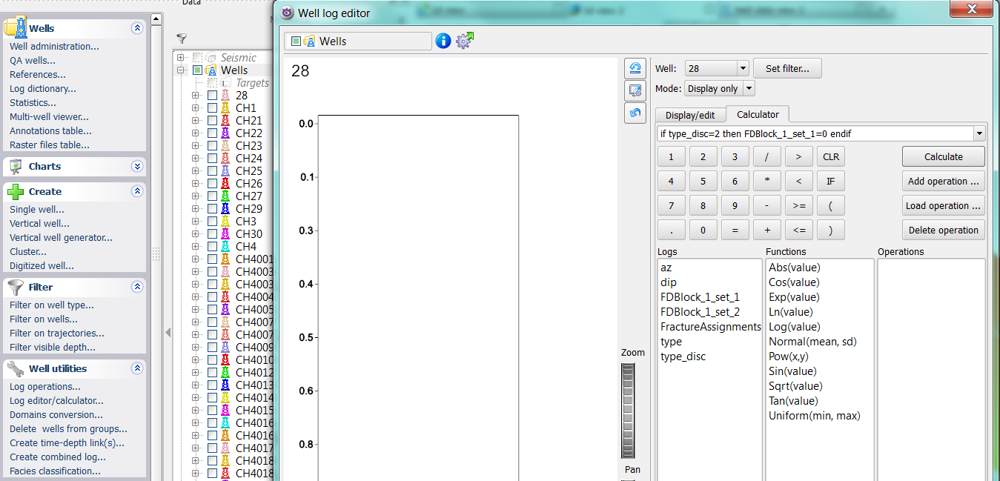 Data
Wells
Well administration...
QA wells...
References...
Log dictionary...
Statistics...
Multi-well viewer...
Annotations table...
Raster files table...
Charts
Create
Single well...
Vertical well...
Vertical well generator...
Cluster...
Digitized well...
Filter
Filter on well type...
Filter on wells...
Filter on trajectories...
Filter visible depth...
Well utilities
Log operations...
Log editor/calculator...
Domains conversion...
Delete wells from groups...
Create time-depth link(s)...
Create combined log...
Facies classification...
Seismic
Wells
Targets
28
CH1
CH21
CH22
CH23
CH24
CH25
CH26
CH27
CH29
CH3
CH30
CH4
CH4001
CH4003
CH4003
CH4004
CH4005
CH4007
CH4007
CH4009
CH4010
CH4012
CH4013
CH4014
CH4015
CH4016
CH4016
CH4017
CH4018
CH4018
Well log editor
Wells
28
0.0
0.1
0.3
0.4
0.5
0.6
0.8
Zoom
Pan
Well: 28 Set filter...
Mode: Display only
Display/edit Calculator
if type_disc=2 then FDBlock_1_set_1=0 endif
1 2 3 / > CLR Calculate
4 5 6 * < IF Add operation ...
7 8 9 - >= ( Load operation ...
. 0 = + <= ) Delete operation
Logs
az
dip
FDBlock_1_set_1
FDBlock_1_set_2
FractureAssignments
type
type_disc
Functions
Abs(value)
Cos(value)
Exp(value)
Ln(value)
Log(value)
Normal(mean, sd)
Pow(x,y)
Sin(value)
Sqrt(value)
Tan(value)
Uniform(min, max)
Operations